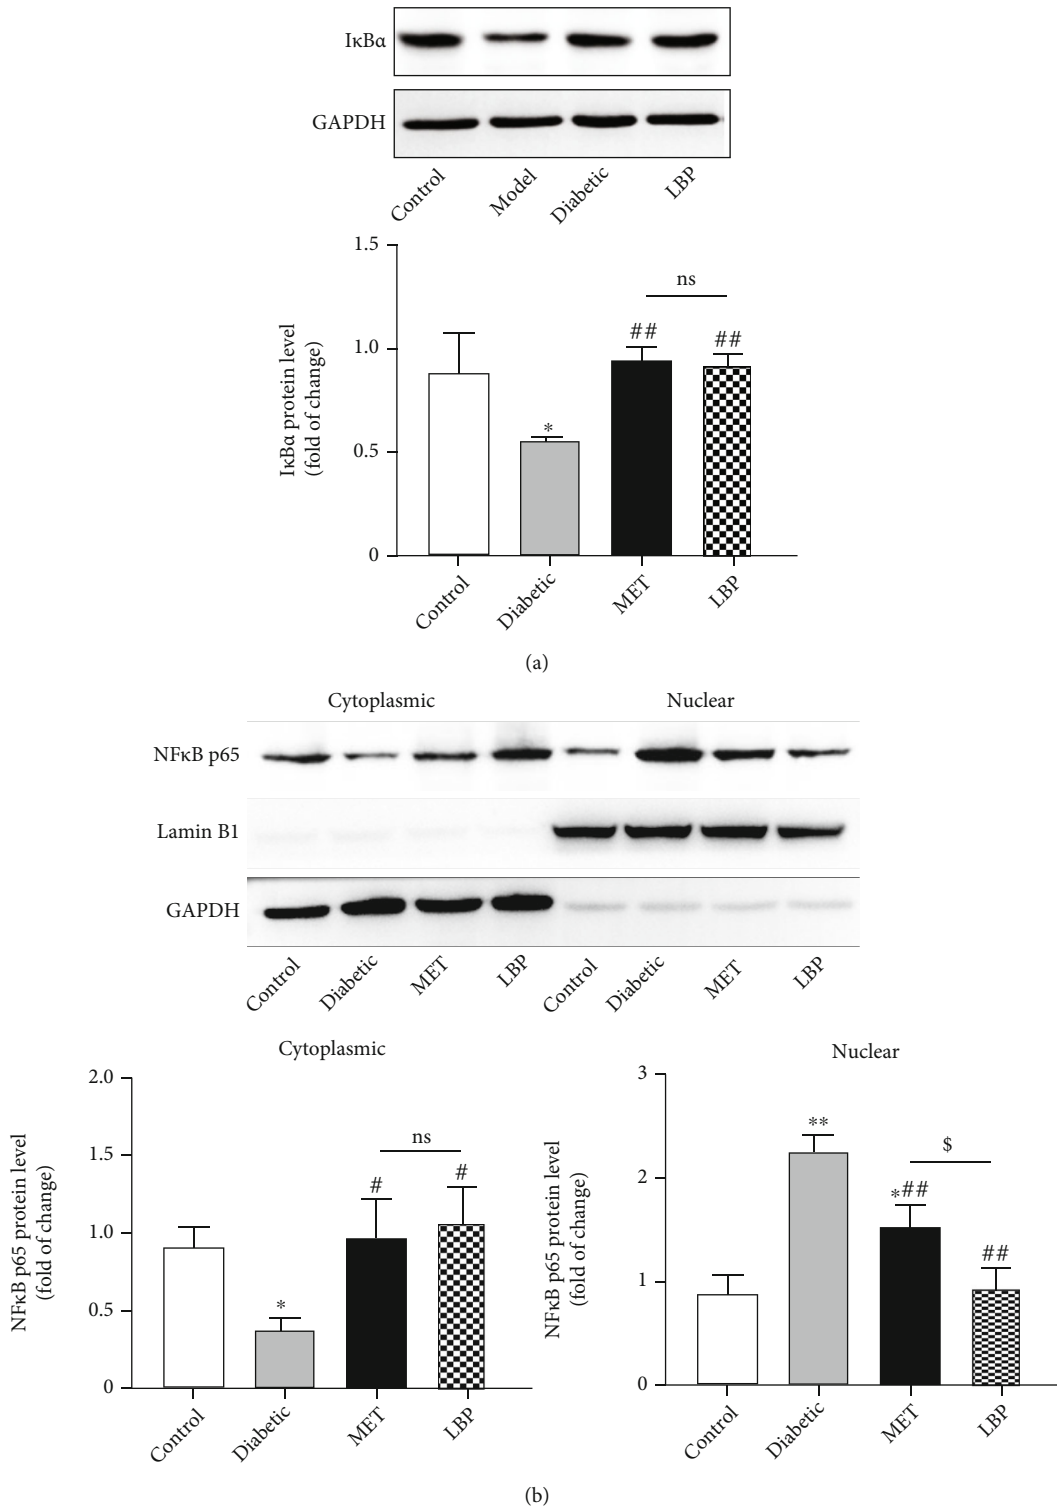 IκBα
GAPDH
Control Model Diabetic LBP
1.5
1.0
0.5
0
IκBα protein level
(fold of change)
ns
*
##
##
Control Diabetic MET LBP
(a)
Cytoplasmic Nuclear
NFκB p65
Lamin B1
GAPDH
Control Diabetic MET LBP Control Diabetic MET LBP
Cytoplasmic
2.0
1.5
1.0
0.5
0
NFκB p65 protein level
(fold of change)
ns
*
#
#
Control Diabetic MET LBP
Nuclear
3
2
1
0
NFκB p65 protein level
(fold of change)
**
$
*##
##
Control Diabetic MET LBP
(b)